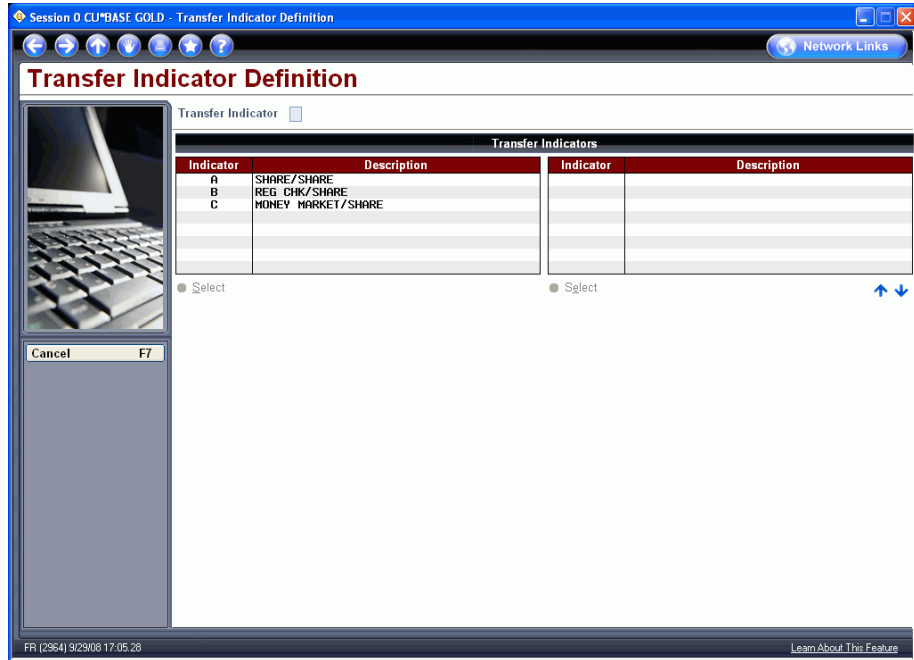 Session 0 CU*BASE GOLD - Transfer Indicator Definition
Network Links
Transfer Indicator Definition
Transfer Indicator
Transfer Indicators
Indicator Description Indicator Description
A SHARE/SHARE
B REG CHK/SHARE
C MONEY MARKET/SHARE
Select Select
Cancel F7
FR (2964) 9/29/08 17:05.28 Learn About This Feature